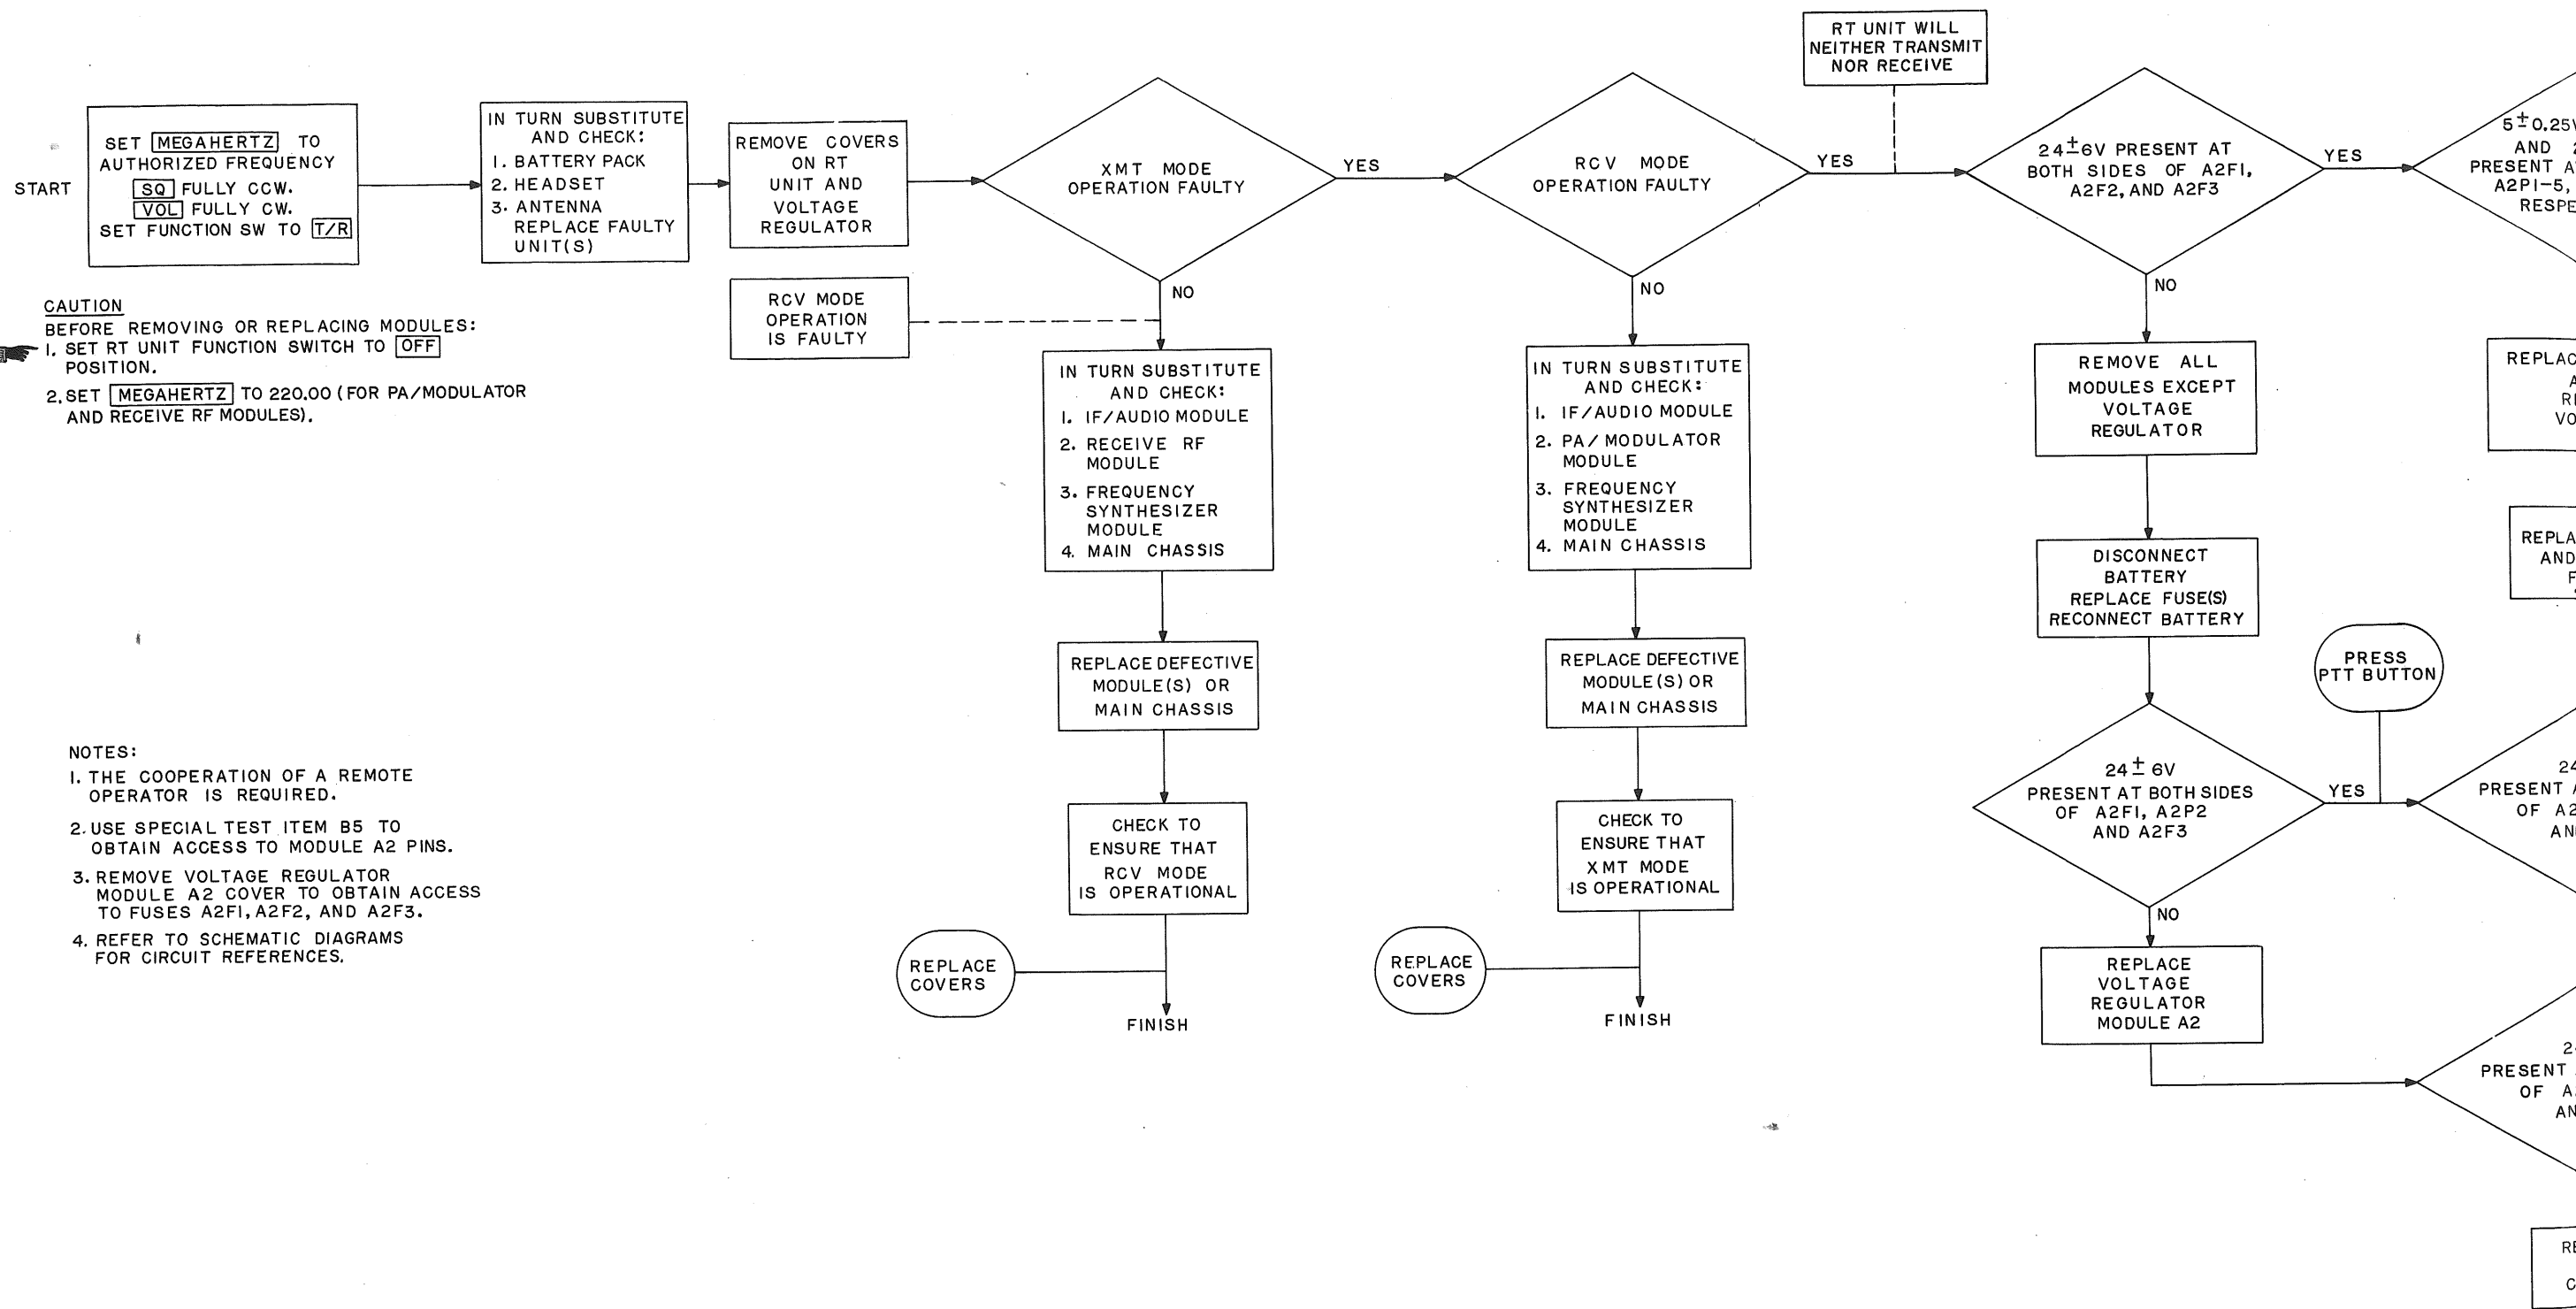 START
SET MEGAHERTZ TO
AUTHORIZED FREQUENCY
SQ FULLY CCW.
VOL FULLY CW.
SET FUNCTION SW TO T/R
IN TURN SUBSTITUTE
AND CHECK:
1. BATTERY PACK
2. HEADSET
3. ANTENNA
REPLACE FAULTY
UNIT(S)
REMOVE COVERS
ON RT
UNIT AND
VOLTAGE
REGULATOR
XMT MODE
OPERATION FAULTY
YES
RCV MODE
OPERATION FAULTY
YES
RT UNIT WILL
NEITHER TRANSMIT
NOR RECEIVE
24±6V PRESENT AT
BOTH SIDES OF A2F1,
A2F2, AND A2F3
YES
5±0.25V
AND
PRESENT
A2P1-5,
CAUTION
BEFORE REMOVING OR REPLACING MODULES:
1. SET RT UNIT FUNCTION SWITCH TO OFF
POSITION.
2. SET MEGAHERTZ TO 220.00 (FOR PA/MODULATOR
AND RECEIVE RF MODULES).
NOTES:
1. THE COOPERATION OF A REMOTE
OPERATOR IS REQUIRED.
2. USE SPECIAL TEST ITEM B5 TO
OBTAIN ACCESS TO MODULE A2 PINS.
3. REMOVE VOLTAGE REGULATOR
MODULE A2 COVER TO OBTAIN ACCESS
TO FUSES A2F1, A2F2, AND A2F3.
4. REFER TO SCHEMATIC DIAGRAMS
FOR CIRCUIT REFERENCES.
RCV MODE
OPERATION
IS FAULTY
NO
IN TURN SUBSTITUTE
AND CHECK:
1. IF/AUDIO MODULE
2. RECEIVE RF
MODULE
3. FREQUENCY
SYNTHESIZER
MODULE
4. MAIN CHASSIS
REPLACE DEFECTIVE
MODULE(S) OR
MAIN CHASSIS
CHECK TO
ENSURE THAT
RCV MODE
IS OPERATIONAL
REPLACE
COVERS
FINISH
NO
IN TURN SUBSTITUTE
AND CHECK:
1. IF/AUDIO MODULE
2. PA/MODULATOR
MODULE
3. FREQUENCY
SYNTHESIZER
MODULE
4. MAIN CHASSIS
REPLACE DEFECTIVE
MODULE(S) OR
MAIN CHASSIS
CHECK TO
ENSURE THAT
XMT MODE
IS OPERATIONAL
REPLACE
COVERS
FINISH
NO
REMOVE ALL
MODULES EXCEPT
VOLTAGE
REGULATOR
DISCONNECT
BATTERY
REPLACE FUSE(S)
RECONNECT BATTERY
24±6V
PRESENT AT BOTH SIDES
OF A2F1, A2P2
AND A2F3
YES
PRESS
PTT BUTTON
NO
REPLACE
VOLTAGE
REGULATOR
MODULE A2
AND
24
PRESENT
OF
PRESENT
OF